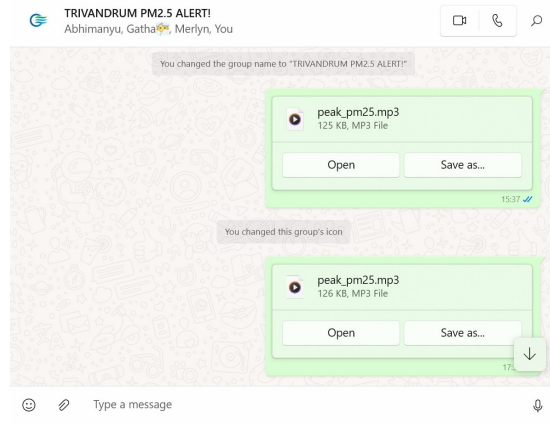 TRIVANDRUM PM2.5 ALERT!
Abhimanyu, Gatha, Merlyn, You
You changed the group name to "TRIVANDRUM PM2.5 ALERT!"
peak_pm25.mp3
125 KB, MP3 File
Open Save as...
15:37
You changed this group's icon
peak_pm25.mp3
126 KB, MP3 File
Open Save as...
Type a message